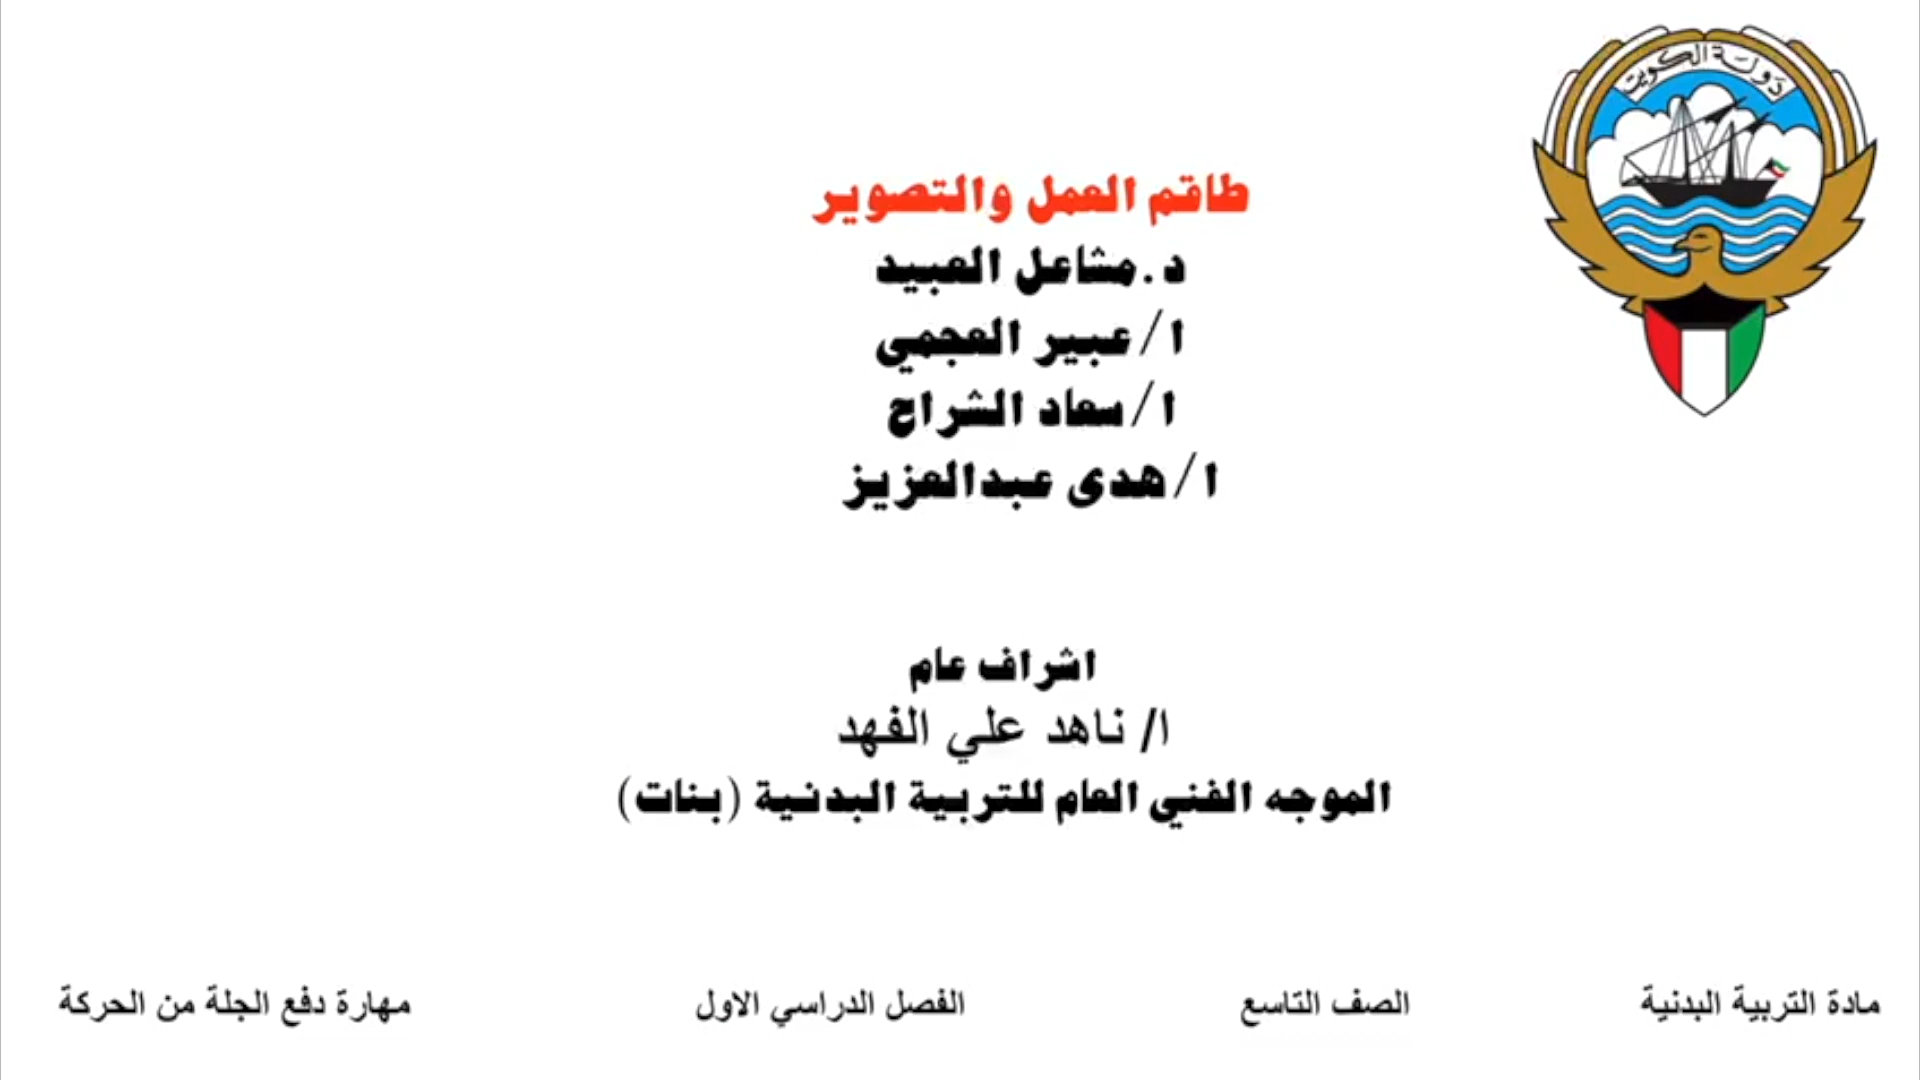 دولة الكويت
طاقم العمل والتصوير
د.مشاعل العبيد
ا/عبير العجمي
ا/سعاد الشراح
ا/هدى عبدالعزيز
اشراف عام
ا/ ناهد علي الفهد
الموجه الفني العام للتربية البدنية (بنات)
مادة التربية البدنية
الصف التاسع
الفصل الدراسي الاول
مهارة دفع الجلة من الحركة